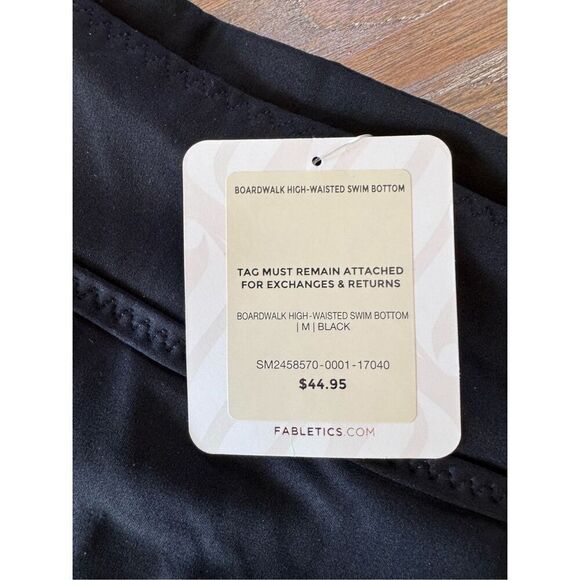 BOARDWALK HIGH-WAISTED SWIM BOTTOM
TAG MUST REMAIN ATTACHED
FOR EXCHANGES & RETURNS
BOARDWALK HIGH-WAISTED SWIM BOTTOM
| M | BLACK
SM2458570-0001-17040
$44.95
FABLETICS.COM